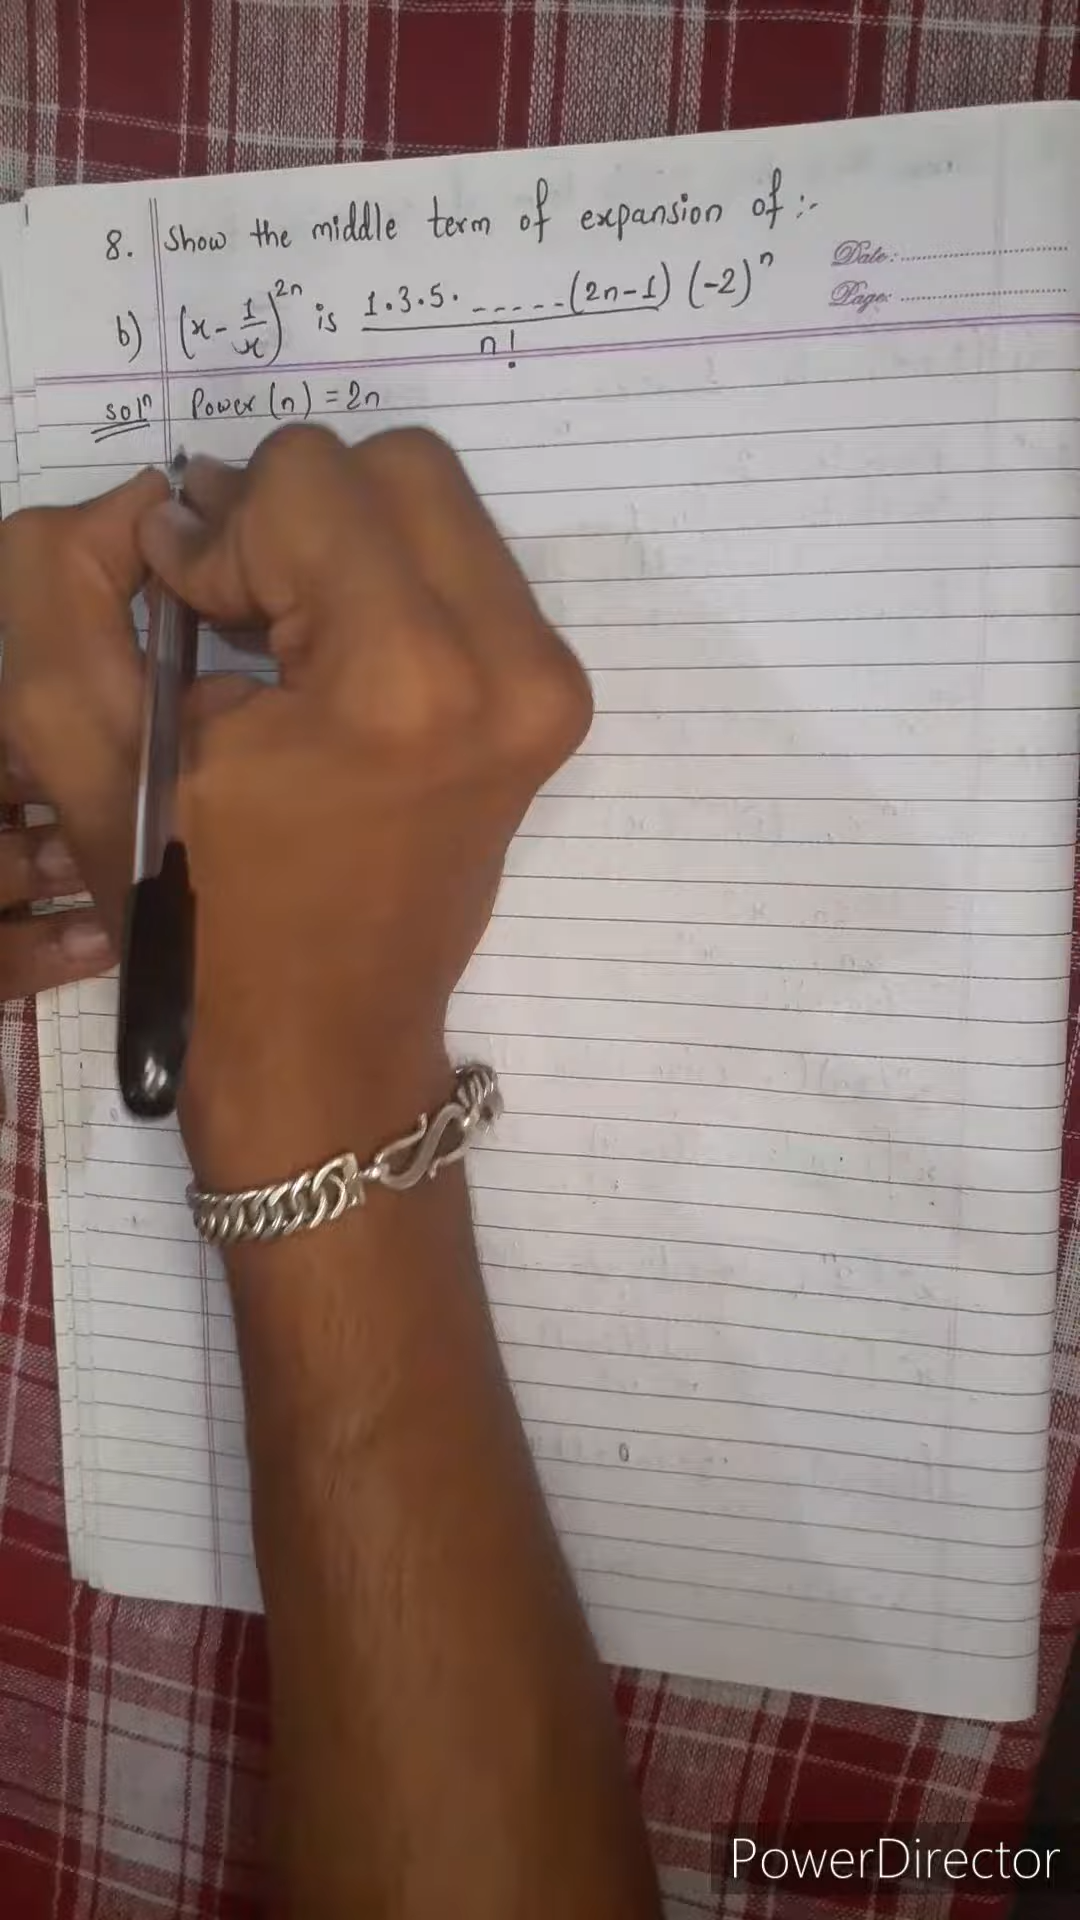 8. Show the middle term of expansion of :-
Date:
Page:
b) (x - 1/x)^2n is 1.3.5. ----- (2n-1) (-2)^n / n!
solⁿ Power (n) = 2n
PowerDirector